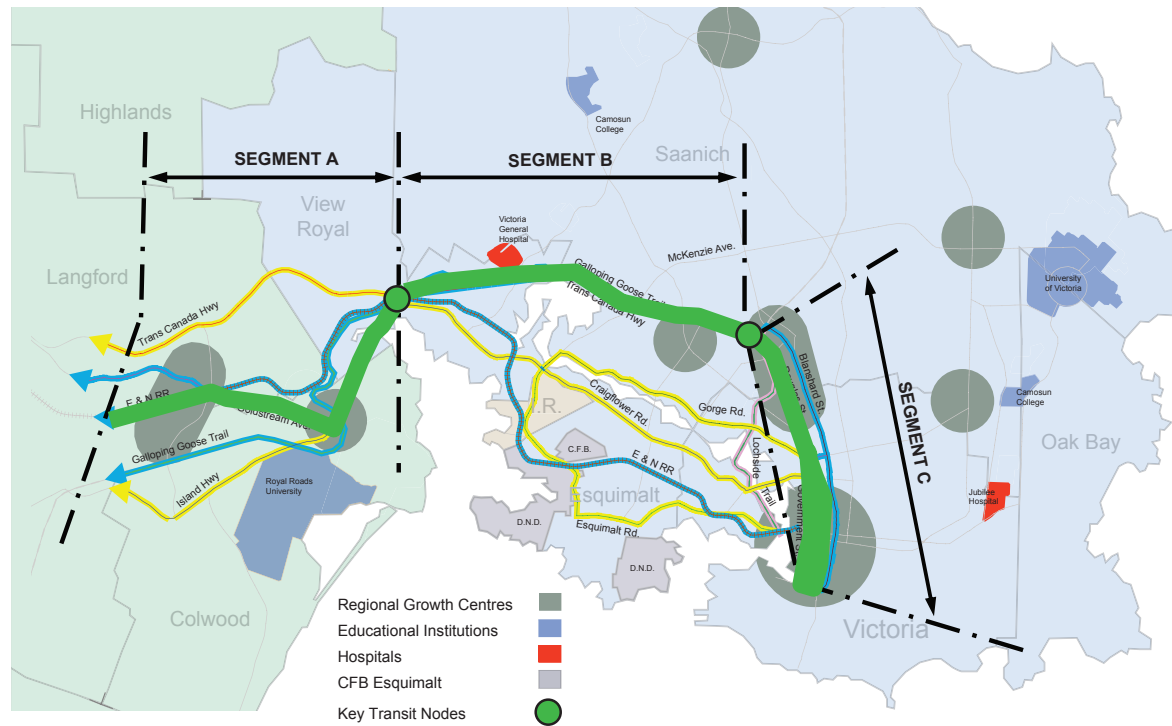 Highlands
Camosun
College
SEGMENT A
SEGMENT B
Saanich
View
Royal
Victoria
General
Hospital
McKenzie Ave.
Langford
Galloping Goose Trail
Trans Canada Hwy
University
of Victoria
Trans Canada Hwy
Blanshard St.
SEGMENT C
E & N RR
Craigflower Rd.
Gorge Rd.
Camosun
College
I.R.
Galloping Goose Trail
C.F.B.
E & N RR
Lochside
Trail
Oak Bay
Island Hwy
Royal Roads
University
Esquimalt
Jubilee
Hospital
D.N.D.
Esquimalt Rd.
Government St.
D.N.D.
Colwood
Victoria
Regional Growth Centres
Educational Institutions
Hospitals
CFB Esquimalt
Key Transit Nodes